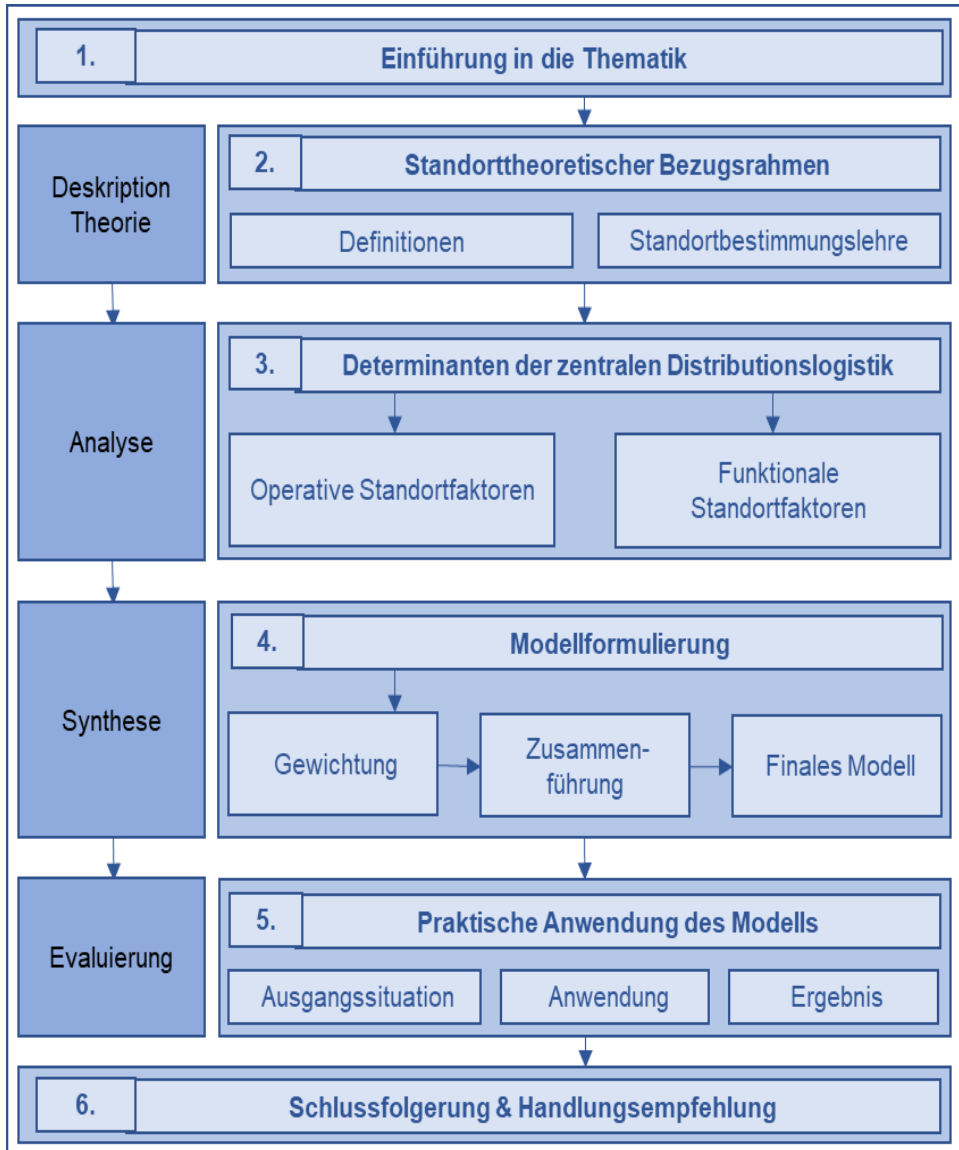 1.
Einführung in die Thematik
Deskription
Theorie
2.
Standorttheoretischer Bezugsrahmen
Definitionen
Standortbestimmungslehre
Analyse
3.
Determinanten der zentralen Distributionslogistik
Operative Standortfaktoren
Funktionale
Standortfaktoren
Synthese
4.
Modellformulierung
Gewichtung
Zusammen-
führung
Finales Modell
Evaluierung
5.
Praktische Anwendung des Modells
Ausgangssituation
Anwendung
Ergebnis
6.
Schlussfolgerung & Handlungsempfehlung